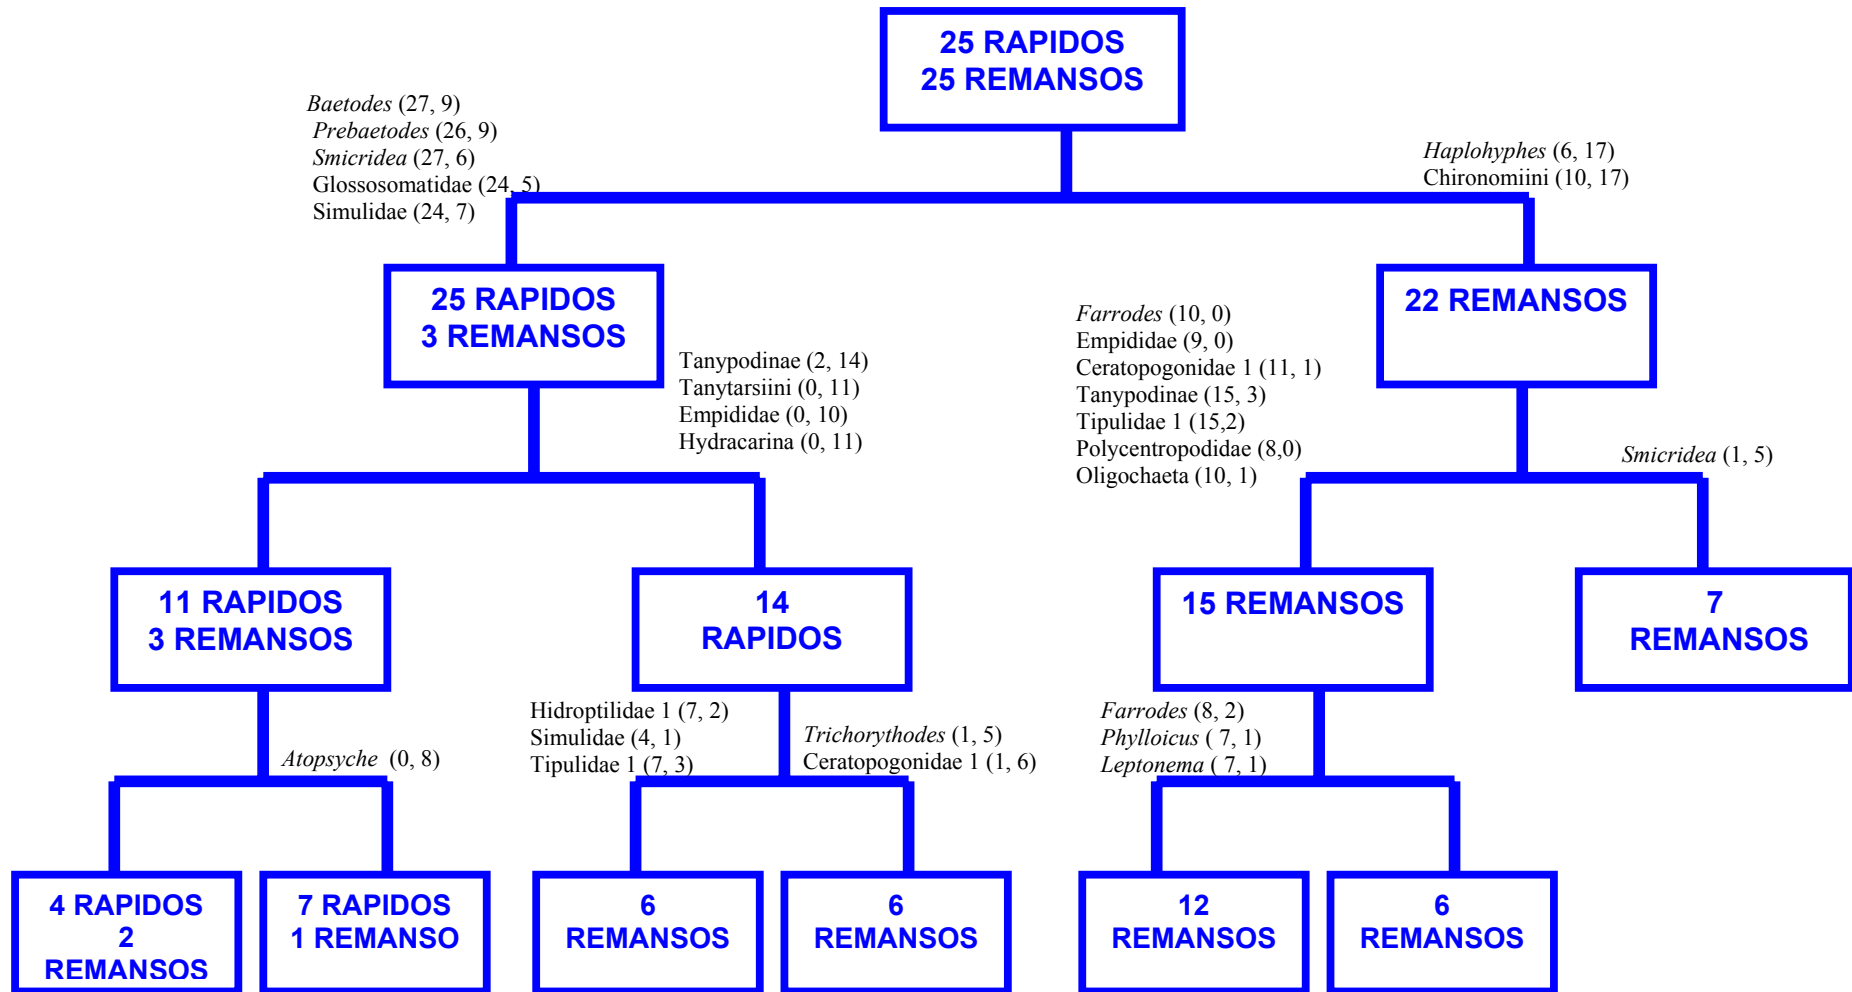 25 RAPIDOS
25 REMANSOS
Baetodes (27, 9)
Prebaetodes (26, 9)
Smicridea (27, 6)
Glossosomatidae (24, 5)
Simulidae (24, 7)
Haplohyphes (6, 17)
Chironomiini (10, 17)
25 RAPIDOS
3 REMANSOS
22 REMANSOS
Tanypodinae (2, 14)
Tanytarsiini (0, 11)
Empididae (0, 10)
Hydracarina (0, 11)
Farrodes (10, 0)
Empididae (9, 0)
Ceratopogonidae 1 (11, 1)
Tanypodinae (15, 3)
Tipulidae 1 (15,2)
Polycentropodidae (8,0)
Oligochaeta (10, 1)
Smicridea (1, 5)
11 RAPIDOS
3 REMANSOS
14
RAPIDOS
15 REMANSOS
7
REMANSOS
Atopsyche (0, 8)
Hidroptilidae 1 (7, 2)
Simulidae (4, 1)
Tipulidae 1 (7, 3)
Trichorythodes (1, 5)
Ceratopogonidae 1 (1, 6)
Farrodes (8, 2)
Phylloicus ( 7, 1)
Leptonema ( 7, 1)
4 RAPIDOS
2
REMANSOS
7 RAPIDOS
1 REMANSO
6
REMANSOS
6
REMANSOS
12
REMANSOS
6
REMANSOS